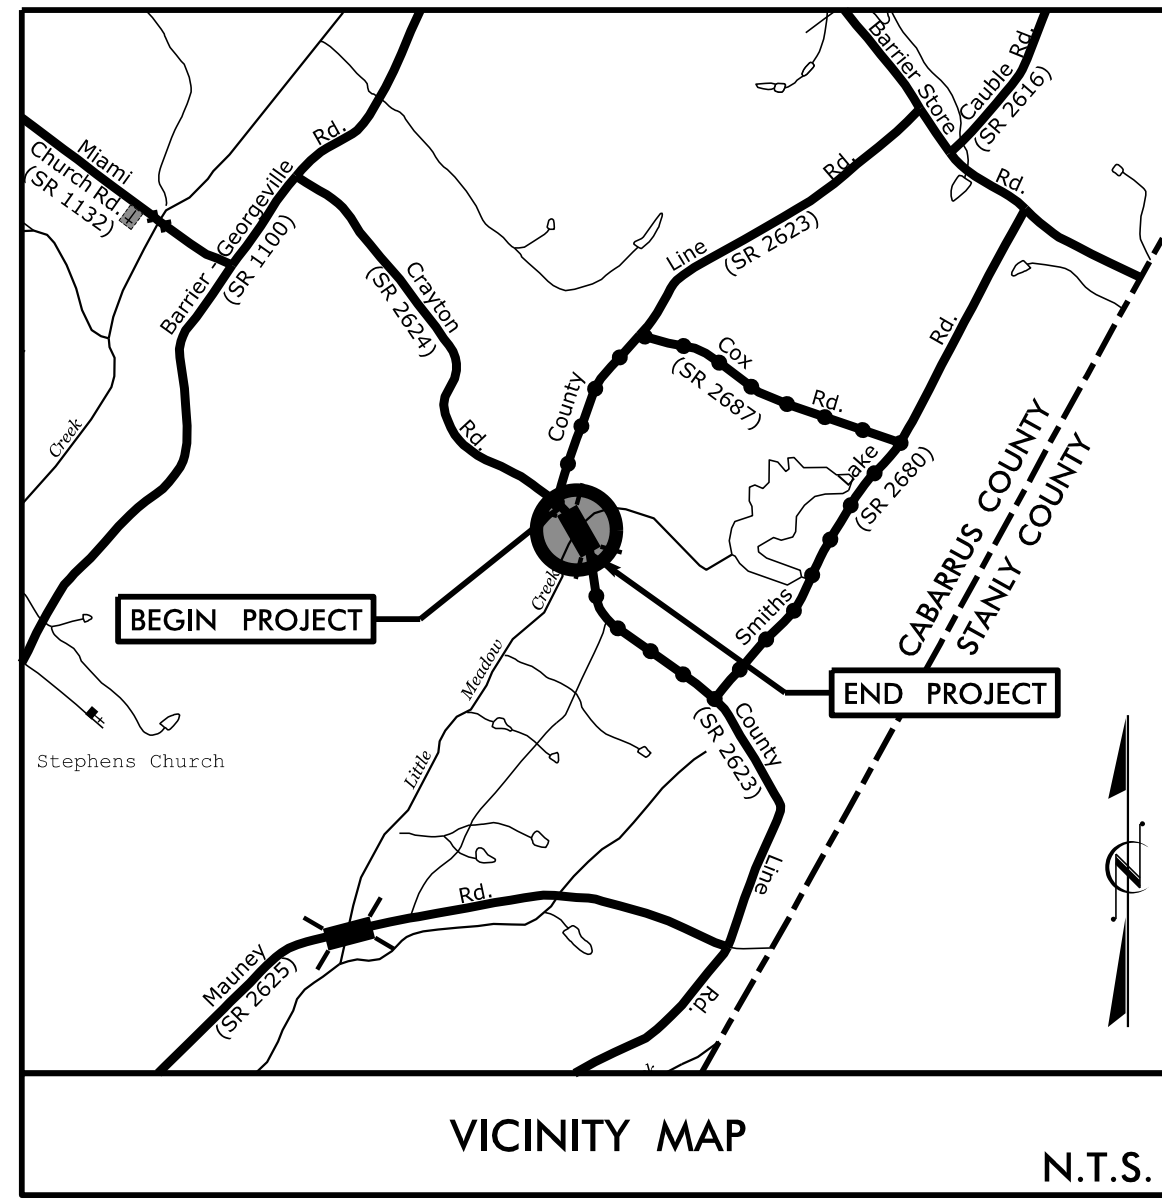 Barrier Store
Rd.
Cauble Rd.
(SR 2616)
Miami
Church Rd.
(SR 1132)
Barrier - Georgeville
Rd.
(SR 1100)
Crayton
(SR 2624)
Rd.
County
Line
Rd.
(SR 2623)
Cox
Rd.
(SR 2687)
Rd.
Lake
(SR 2680)
Smiths
CABARRUS COUNTY
STANLY COUNTY
Creek
BEGIN PROJECT
END PROJECT
Creek
Meadow
Little
Stephens Church
County
(SR 2623)
Line
Rd.
Rd.
Mauney
(SR 2625)
VICINITY MAP
N.T.S.